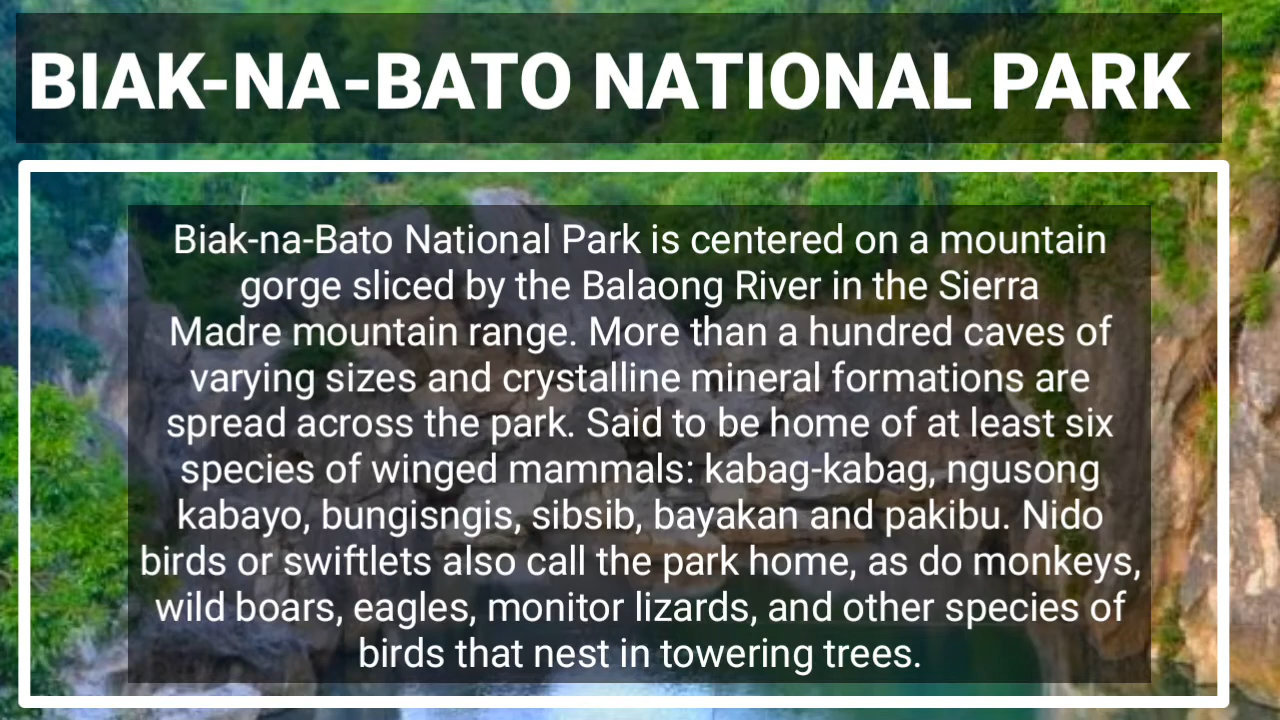 BIAK-NA-BATO NATIONAL PARK
Biak-na-Bato National Park is centered on a mountain
gorge sliced by the Balaong River in the Sierra
Madre mountain range. More than a hundred caves of
varying sizes and crystalline mineral formations are
spread across the park. Said to be home of at least six
species of winged mammals: kabag-kabag, ngusong
kabayo, bungisngis, sibsib, bayakan and pakibu. Nido
birds or swiftlets also call the park home, as do monkeys,
wild boars, eagles, monitor lizards, and other species of
birds that nest in towering trees.